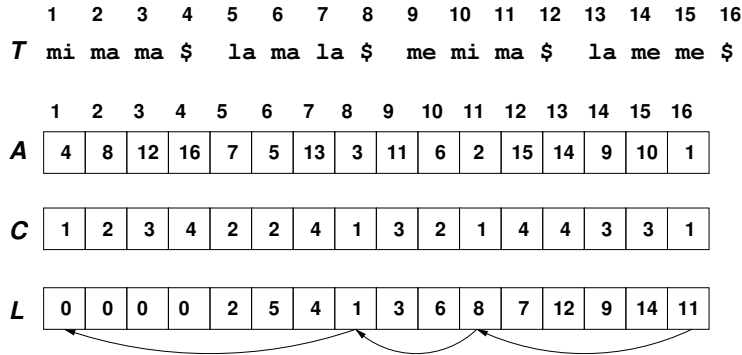 1 2 3 4 5 6 7 8 9 10 11 12 13 14 15 16
T mi ma ma $ la ma la $ me mi ma $ la me me $
1 2 3 4 5 6 7 8 9 10 11 12 13 14 15 16
A 4 8 12 16 7 5 13 3 11 6 2 15 14 9 10 1
C 1 2 3 4 2 2 4 1 3 2 1 4 4 3 3 1
L 0 0 0 0 2 5 4 1 3 6 8 7 12 9 14 11